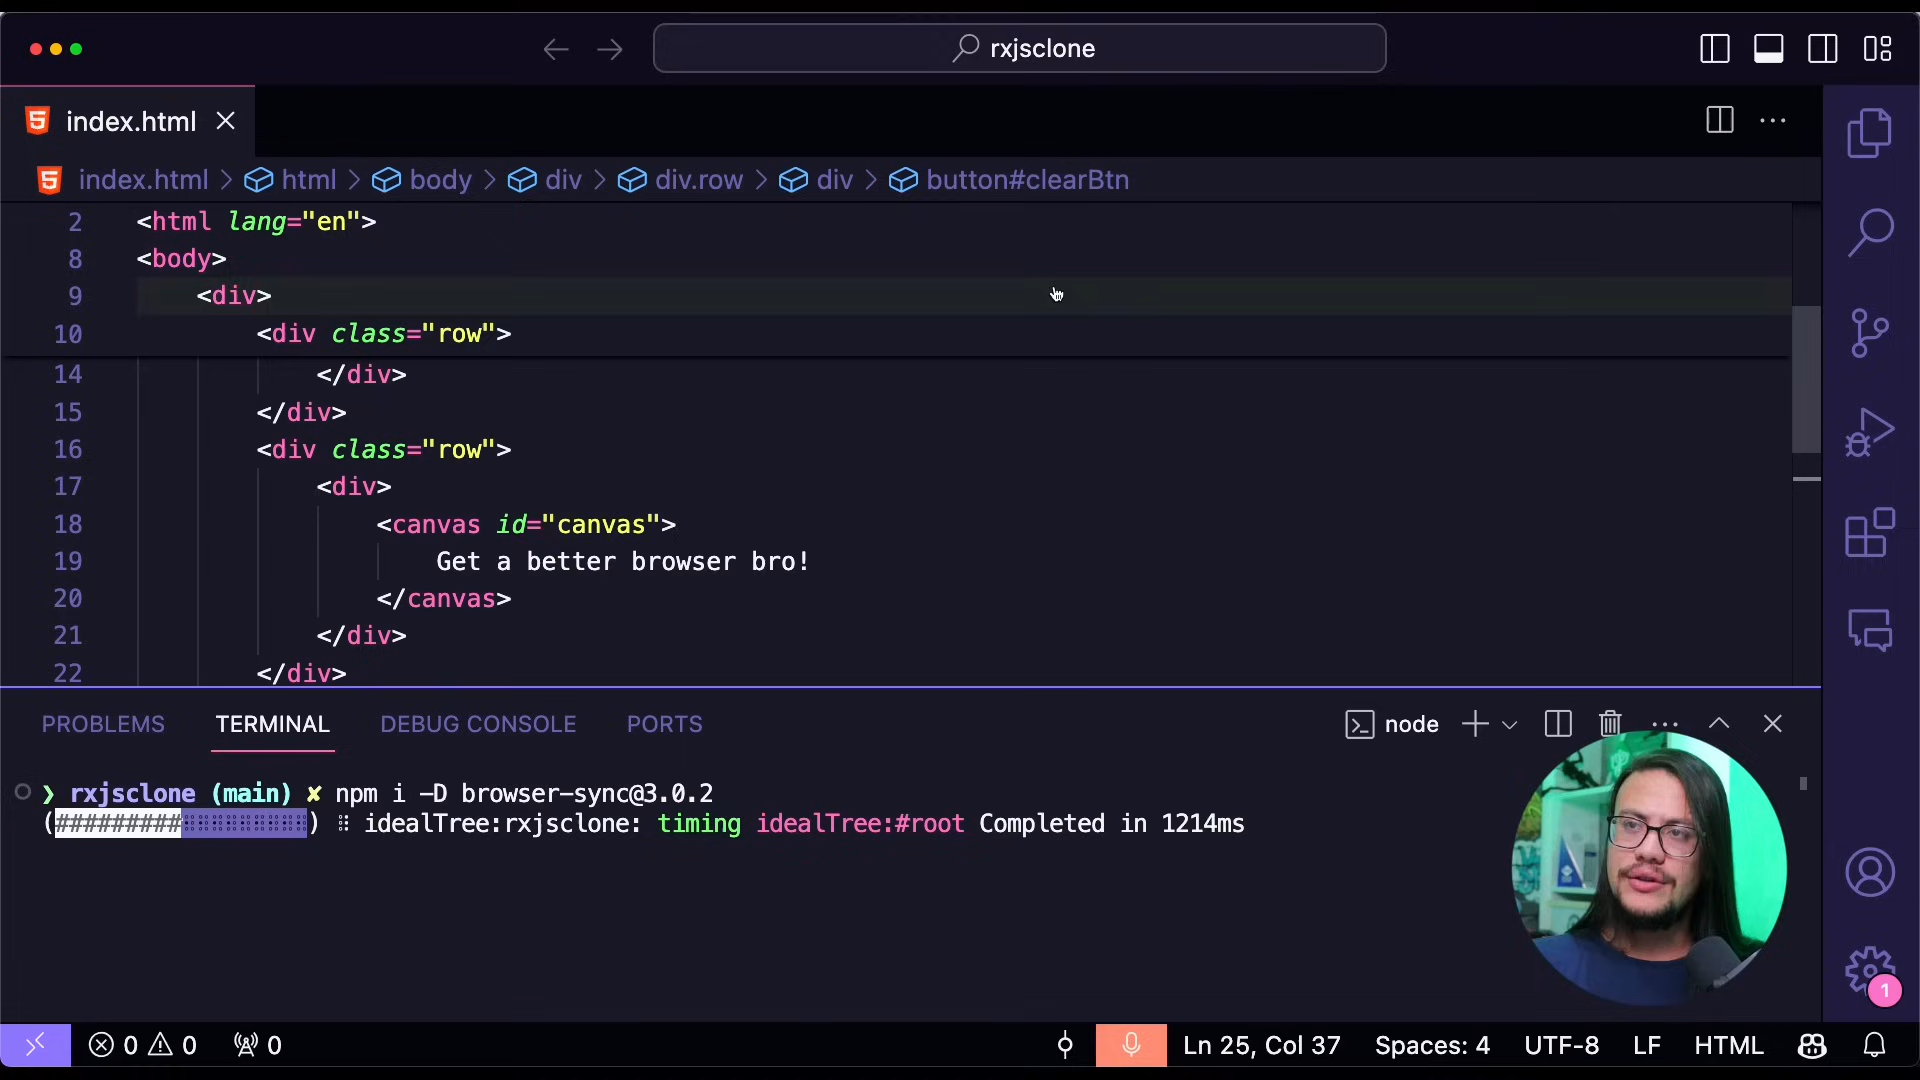 rxjsclone
index.html
index.html > html > body > div > div.row > div > button#clearBtn
2 <html lang="en">
8 <body>
9 <div>
10 <div class="row">
14 </div>
15 </div>
16 <div class="row">
17 <div>
18 <canvas id="canvas">
19 Get a better browser bro!
20 </canvas>
21 </div>
22 </div>
PROBLEMS TERMINAL DEBUG CONSOLE PORTS node
❯ rxjsclone (main) ✘ npm i -D browser-sync@3.0.2
(#########⠂⠂⠂⠂⠂⠂⠂⠂⠂) ⠸ idealTree:rxjsclone: timing idealTree:#root Completed in 1214ms
1
0 0 0 Ln 25, Col 37 Spaces: 4 UTF-8 LF HTML